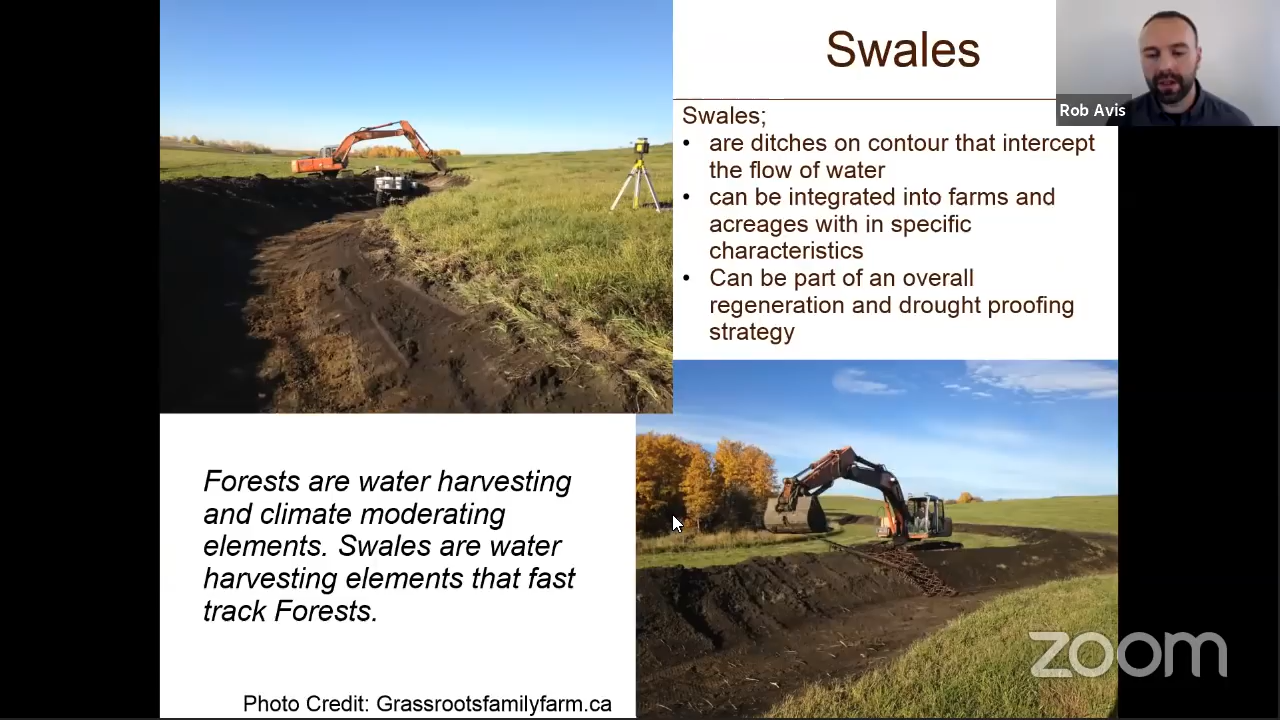 Swales
Rob Avis
Swales;
• are ditches on contour that intercept
the flow of water
• can be integrated into farms and
acreages with in specific
characteristics
• Can be part of an overall
regeneration and drought proofing
strategy
Forests are water harvesting
and climate moderating
elements. Swales are water
harvesting elements that fast
track Forests.
Photo Credit: Grassrootsfamilyfarm.ca
zoom